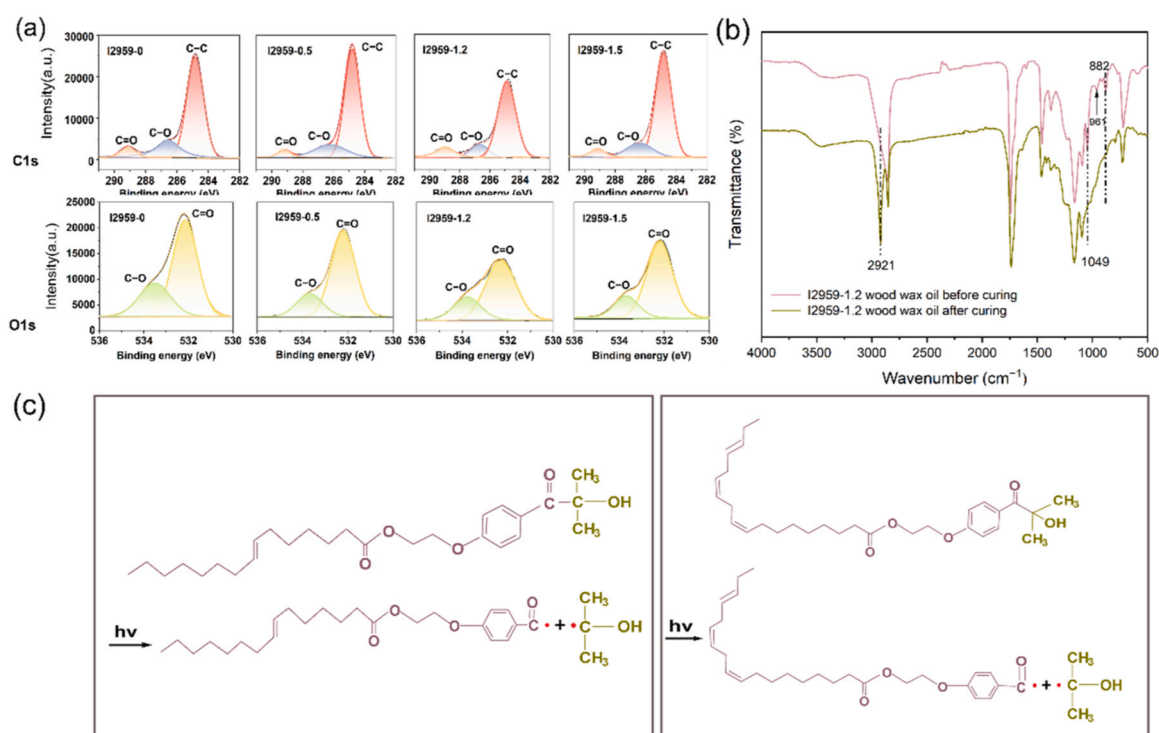 (a)
I2959-0
C−C
C−O
C=O
I2959-0.5
C−C
C−O
C=O
I2959-1.2
C−C
C−O
C=O
I2959-1.5
C−C
C−O
C=O
Intensity(a.u.)
30000
20000
10000
0
C1s
290 288 286 284 282
290 288 286 284 282
290 288 286 284 282
290 288 286 284 282
Binding energy (eV)
Binding energy (eV)
Binding energy (eV)
Binding energy (eV)
I2959-0
C=O
C−O
I2959-0.5
C=O
C−O
I2959-1.2
C=O
C−O
I2959-1.5
C=O
C−O
Intensity(a.u.)
25000
20000
15000
10000
5000
0
O1s
536 534 532 530
536 534 532 530
536 534 532 530
536 534 532 530
Binding energy (eV)
Binding energy (eV)
Binding energy (eV)
Binding energy (eV)
(b)
882
961
2921
1049
Transmittance (%)
I2959-1.2 wood wax oil before curing
I2959-1.2 wood wax oil after curing
4000 3500 3000 2500 2000 1500 1000 500
Wavenumber (cm⁻¹)
(c)
O CH₃
C−C−OH
CH₃
O
O
O
hv
O CH₃
C• + •C−OH
CH₃
O
O
O
O CH₃
OH
CH₃
O
O
O
hv
O CH₃
C• + •C−OH
CH₃
O
O
O